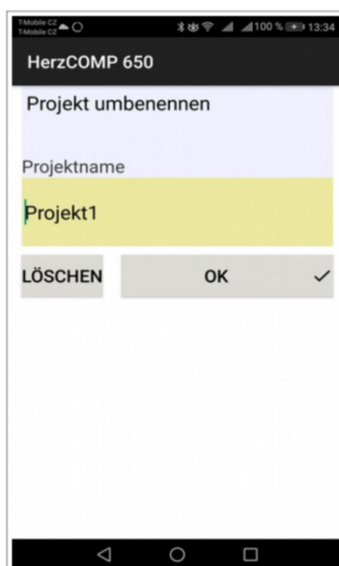 T-Mobile CZ
T-Mobile CZ
100 % 13:34
HerzCOMP 650
Projekt umbenennen
Projektname
Projekt1
LÖSCHEN OK